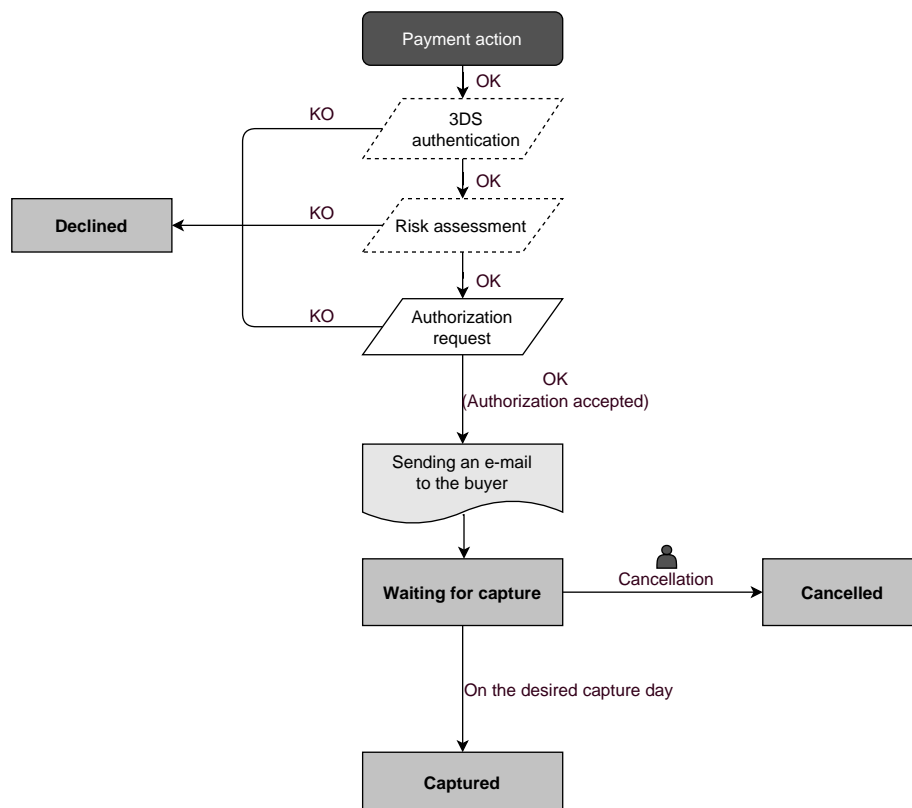 Payment action
OK
KO
3DS
authentication
OK
Declined
KO
Risk assessment
OK
KO
Authorization
request
OK
(Authorization accepted)
Sending an e-mail
to the buyer
Waiting for capture
Cancellation
Cancelled
On the desired capture day
Captured